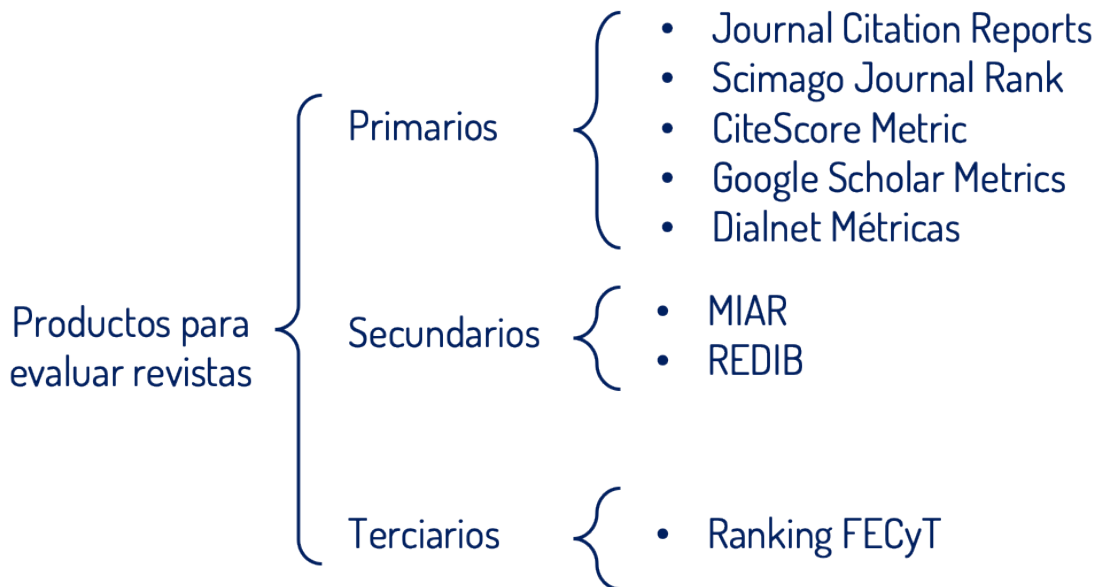 Productos para
evaluar revistas
Primarios
• Journal Citation Reports
• Scimago Journal Rank
• CiteScore Metric
• Google Scholar Metrics
• Dialnet Métricas
Secundarios
• MIAR
• REDIB
Terciarios
• Ranking FECyT